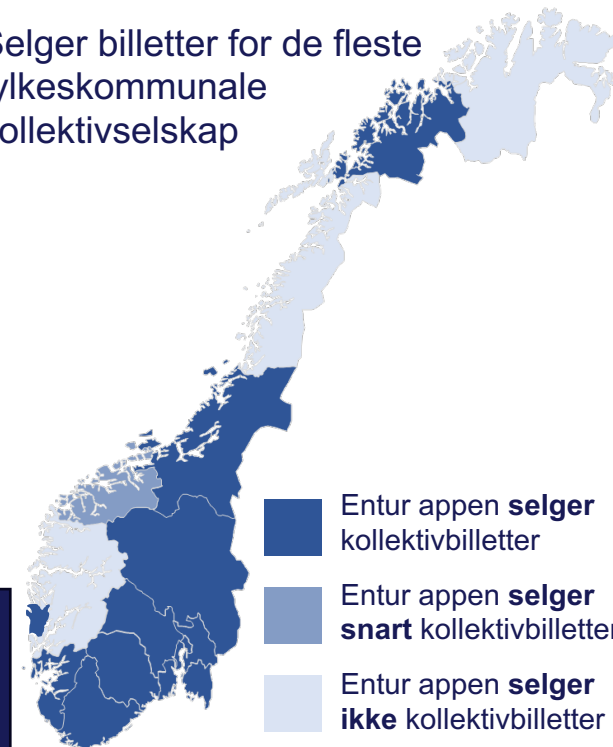 Selger billetter for de fleste
ylkeskommunale
ollektivselskap
Entur appen selger
kollektivbilletter
Entur appen selger
snart kollektivbilletter
Entur appen selger
ikke kollektivbilletter